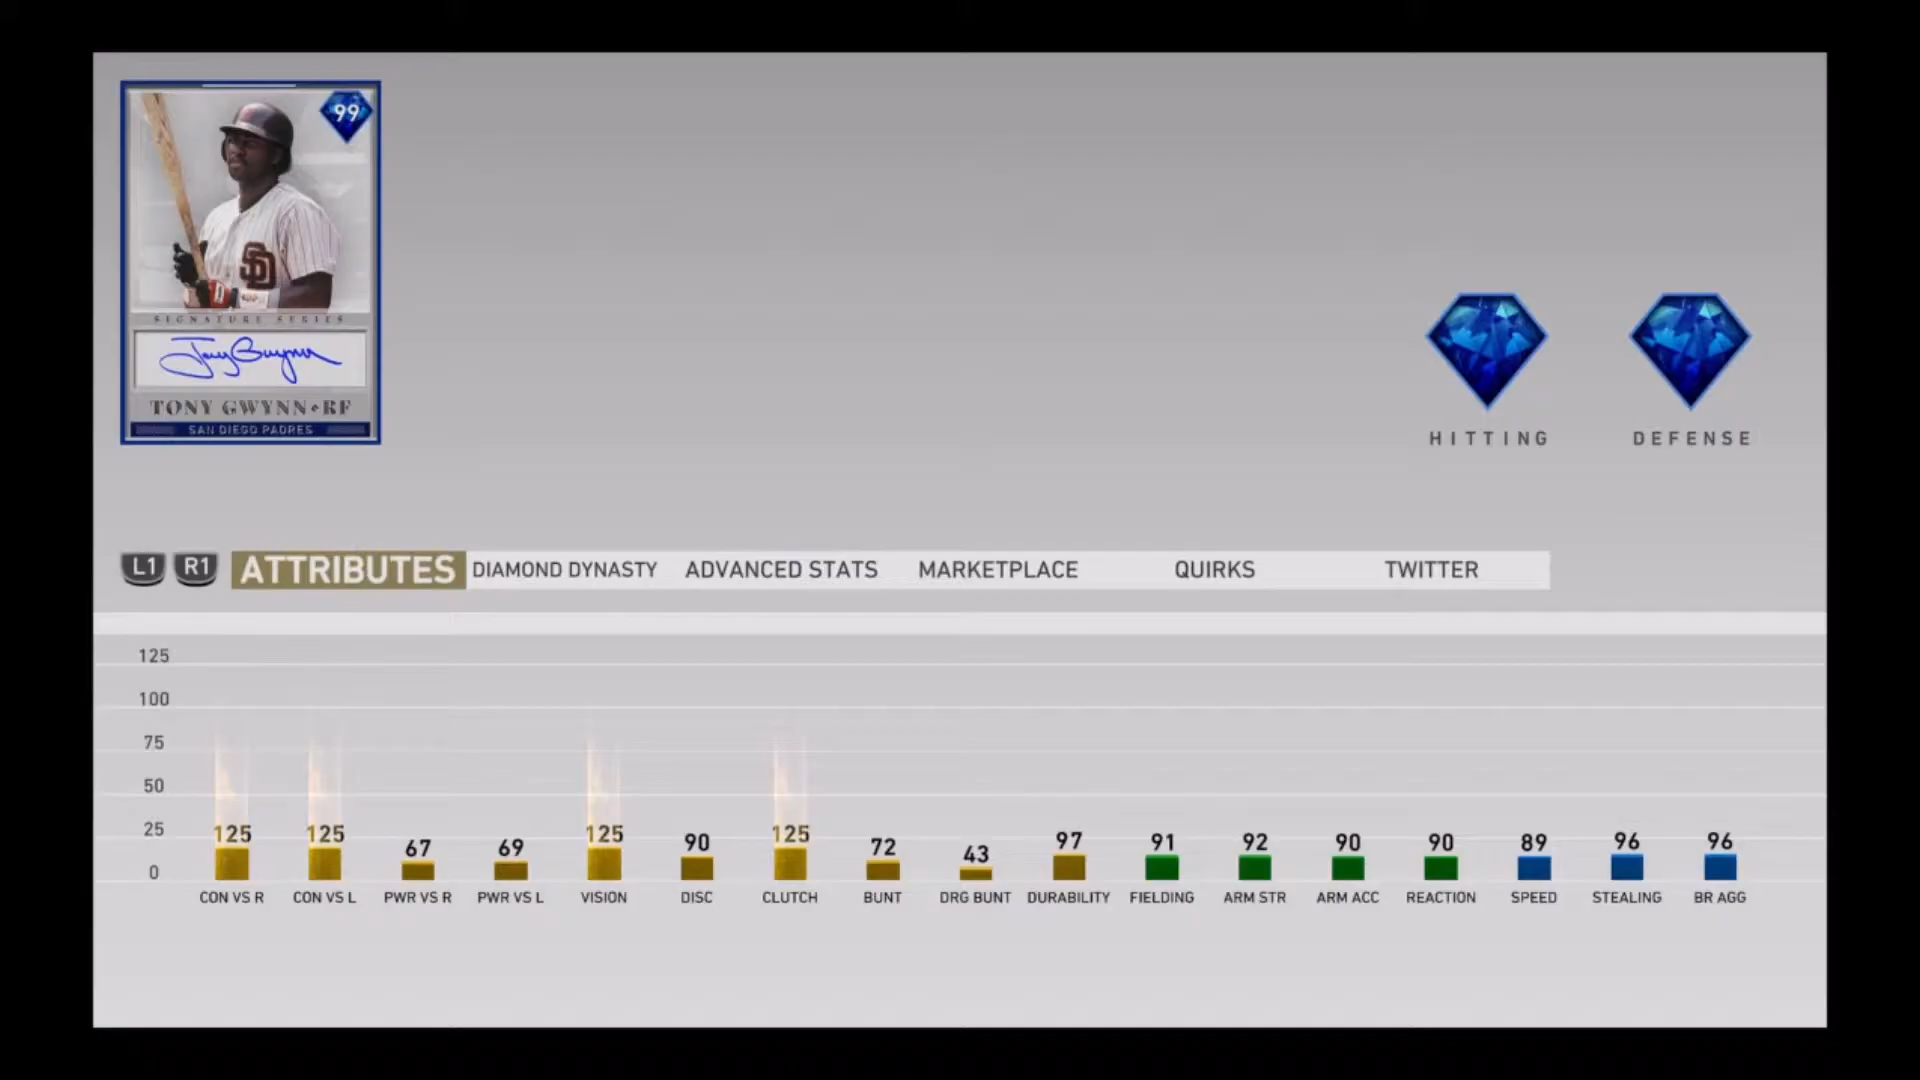 99
SD
SIGNATURE SERIES
Tony Gwynn
TONY GWYNN RF
SAN DIEGO PADRES
HITTING DEFENSE
L1 R1 ATTRIBUTES DIAMOND DYNASTY ADVANCED STATS MARKETPLACE QUIRKS TWITTER
125
100
75
50
25
0
125 125 67 69 125 90 125 72 43 97 91 92 90 90 89 96 96
CON VS R CON VS L PWR VS R PWR VS L VISION DISC CLUTCH BUNT DRG BUNT DURABILITY FIELDING ARM STR ARM ACC REACTION SPEED STEALING BR AGG